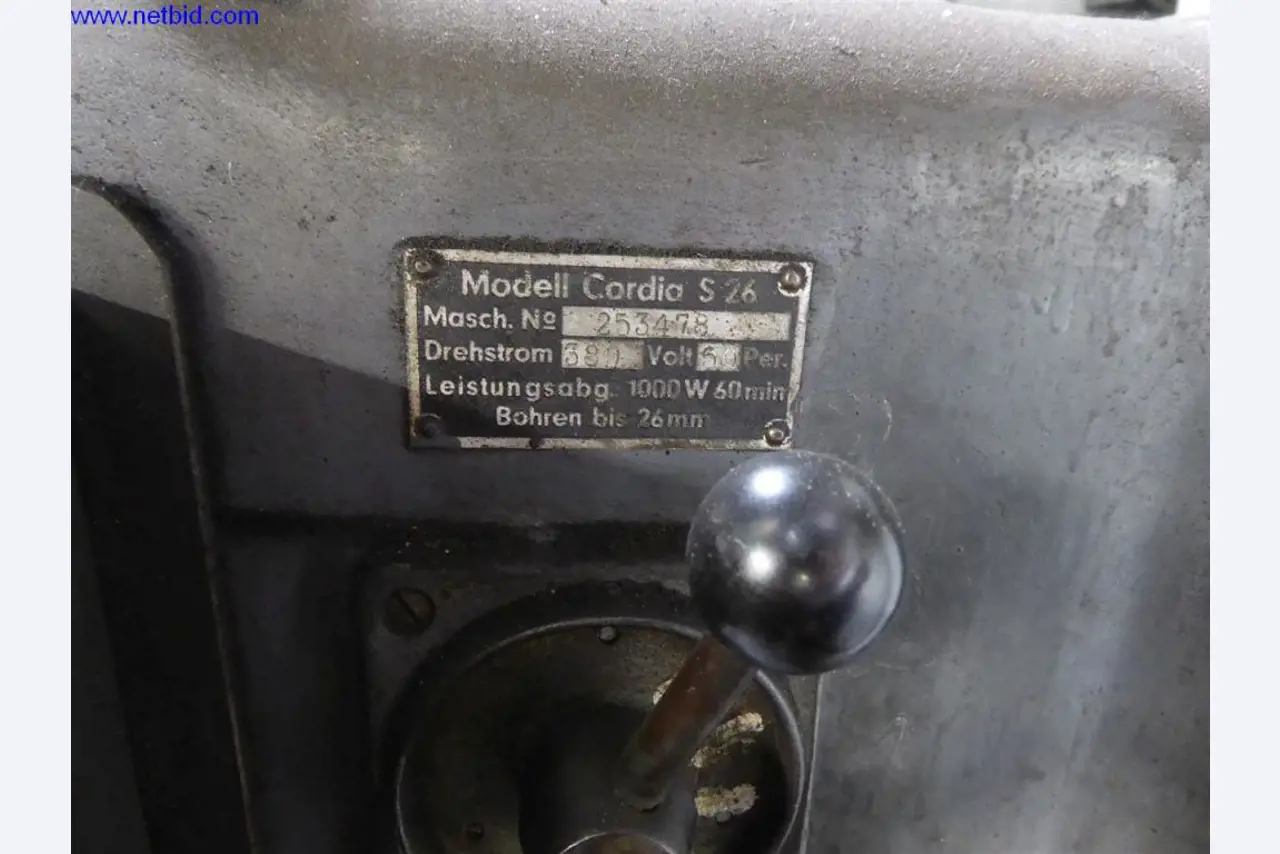 www.netbid.com
Modell Cordia S 26
Masch. Nº 253478
Drehstrom 380 Volt 50 Per.
Leistungsabg. 1000 W 60 min
Bohren bis 26 mm